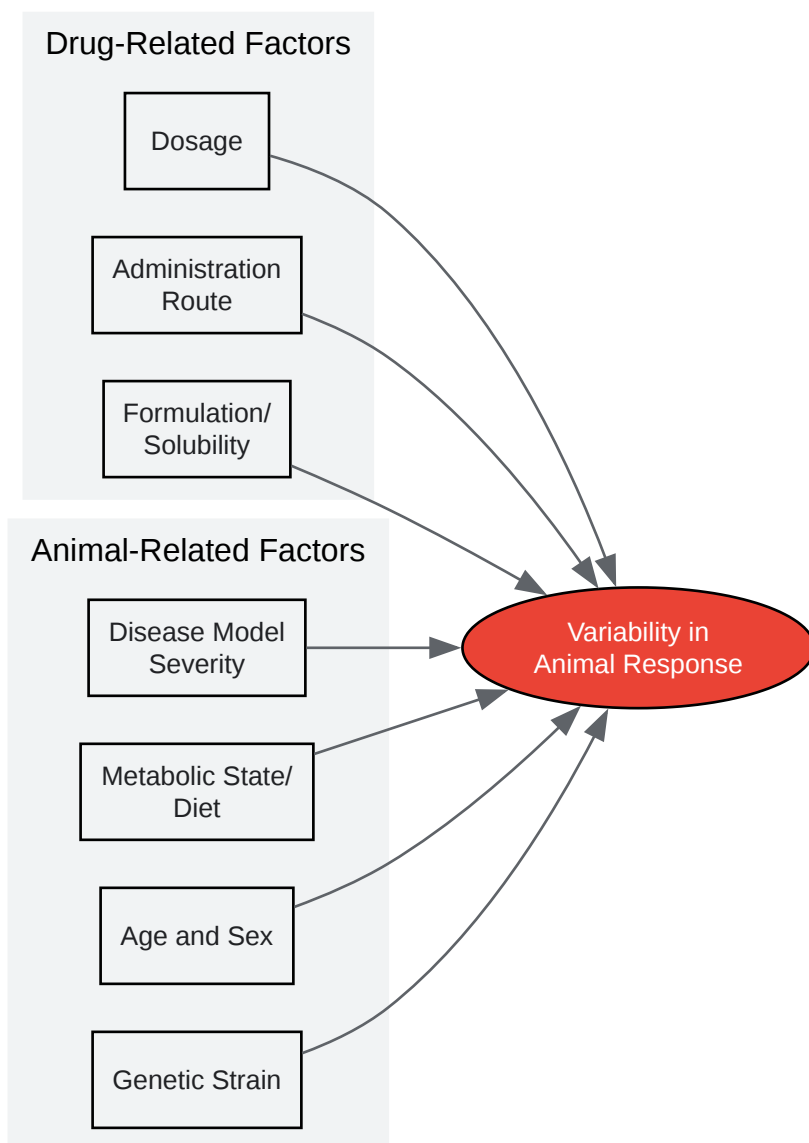 Drug-Related Factors
Dosage
Administration
Route
Formulation/
Solubility
Animal-Related Factors
Disease Model
Severity
Metabolic State/
Diet
Age and Sex
Genetic Strain
Variability in
Animal Response